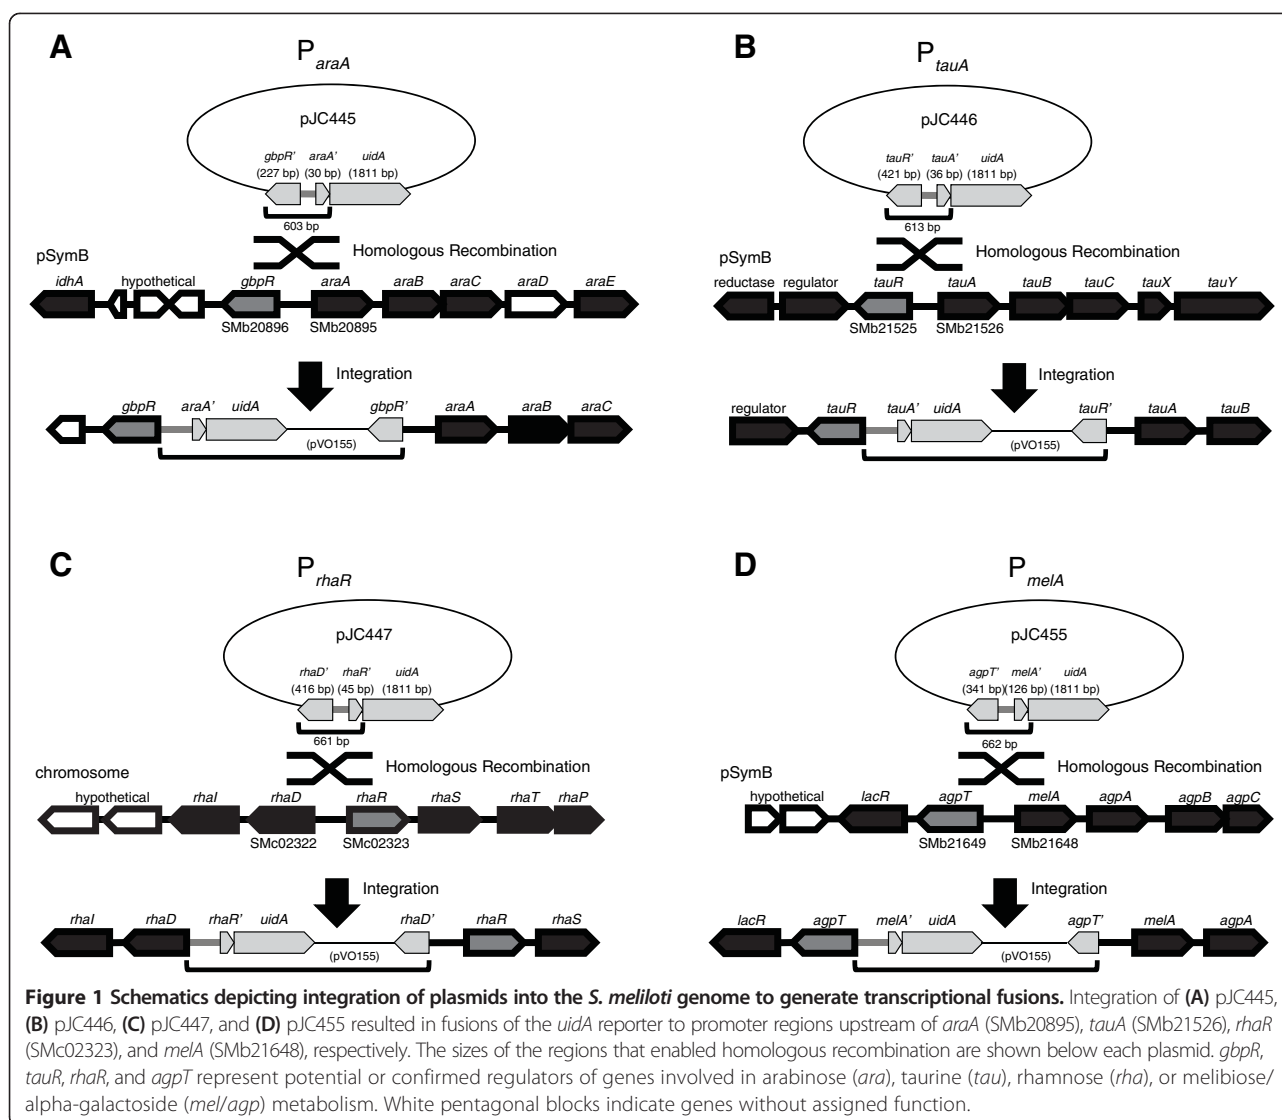 A
P araA
pJC445
gbpR’ araA’ uidA
(227 bp) (30 bp) (1811 bp)
603 bp
Homologous Recombination
pSymB
idhA hypothetical gbpR araA araB araC araD araE
SMb20896 SMb20895
Integration
gbpR araA’ uidA gbpR’ araA araB araC
(pVO155)
B
P tauA
pJC446
tauR’ tauA’ uidA
(421 bp) (36 bp) (1811 bp)
613 bp
Homologous Recombination
pSymB
reductase regulator tauR tauA tauB tauC tauX tauY
SMb21525 SMb21526
Integration
regulator tauR tauA’ uidA tauR’ tauA tauB
(pVO155)
C
P rhaR
pJC447
rhaD’ rhaR’ uidA
(416 bp) (45 bp) (1811 bp)
661 bp
Homologous Recombination
chromosome
hypothetical rhaI rhaD rhaR rhaS rhaT rhaP
SMc02322 SMc02323
Integration
rhaI rhaD rhaR’ uidA rhaD’ rhaR rhaS
(pVO155)
D
P melA
pJC455
agpT’ melA’ uidA
(341 bp)(126 bp) (1811 bp)
662 bp
Homologous Recombination
pSymB
hypothetical lacR agpT melA agpA agpB agpC
SMb21649 SMb21648
Integration
lacR agpT melA’ uidA agpT’ melA agpA
(pVO155)
Figure 1 Schematics depicting integration of plasmids into the S. meliloti genome to generate transcriptional fusions. Integration of (A) pJC445,
(B) pJC446, (C) pJC447, and (D) pJC455 resulted in fusions of the uidA reporter to promoter regions upstream of araA (SMb20895), tauA (SMb21526), rhaR
(SMc02323), and melA (SMb21648), respectively. The sizes of the regions that enabled homologous recombination are shown below each plasmid. gbpR,
tauR, rhaR, and agpT represent potential or confirmed regulators of genes involved in arabinose (ara), taurine (tau), rhamnose (rha), or melibiose/
alpha-galactoside (mel/agp) metabolism. White pentagonal blocks indicate genes without assigned function.